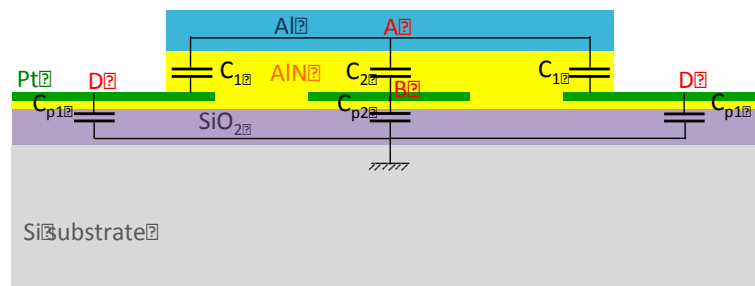 Al A
C1 AlN C2 C1
Pt D B D
Cp1 Cp2 Cp1
SiO2
Si substrate